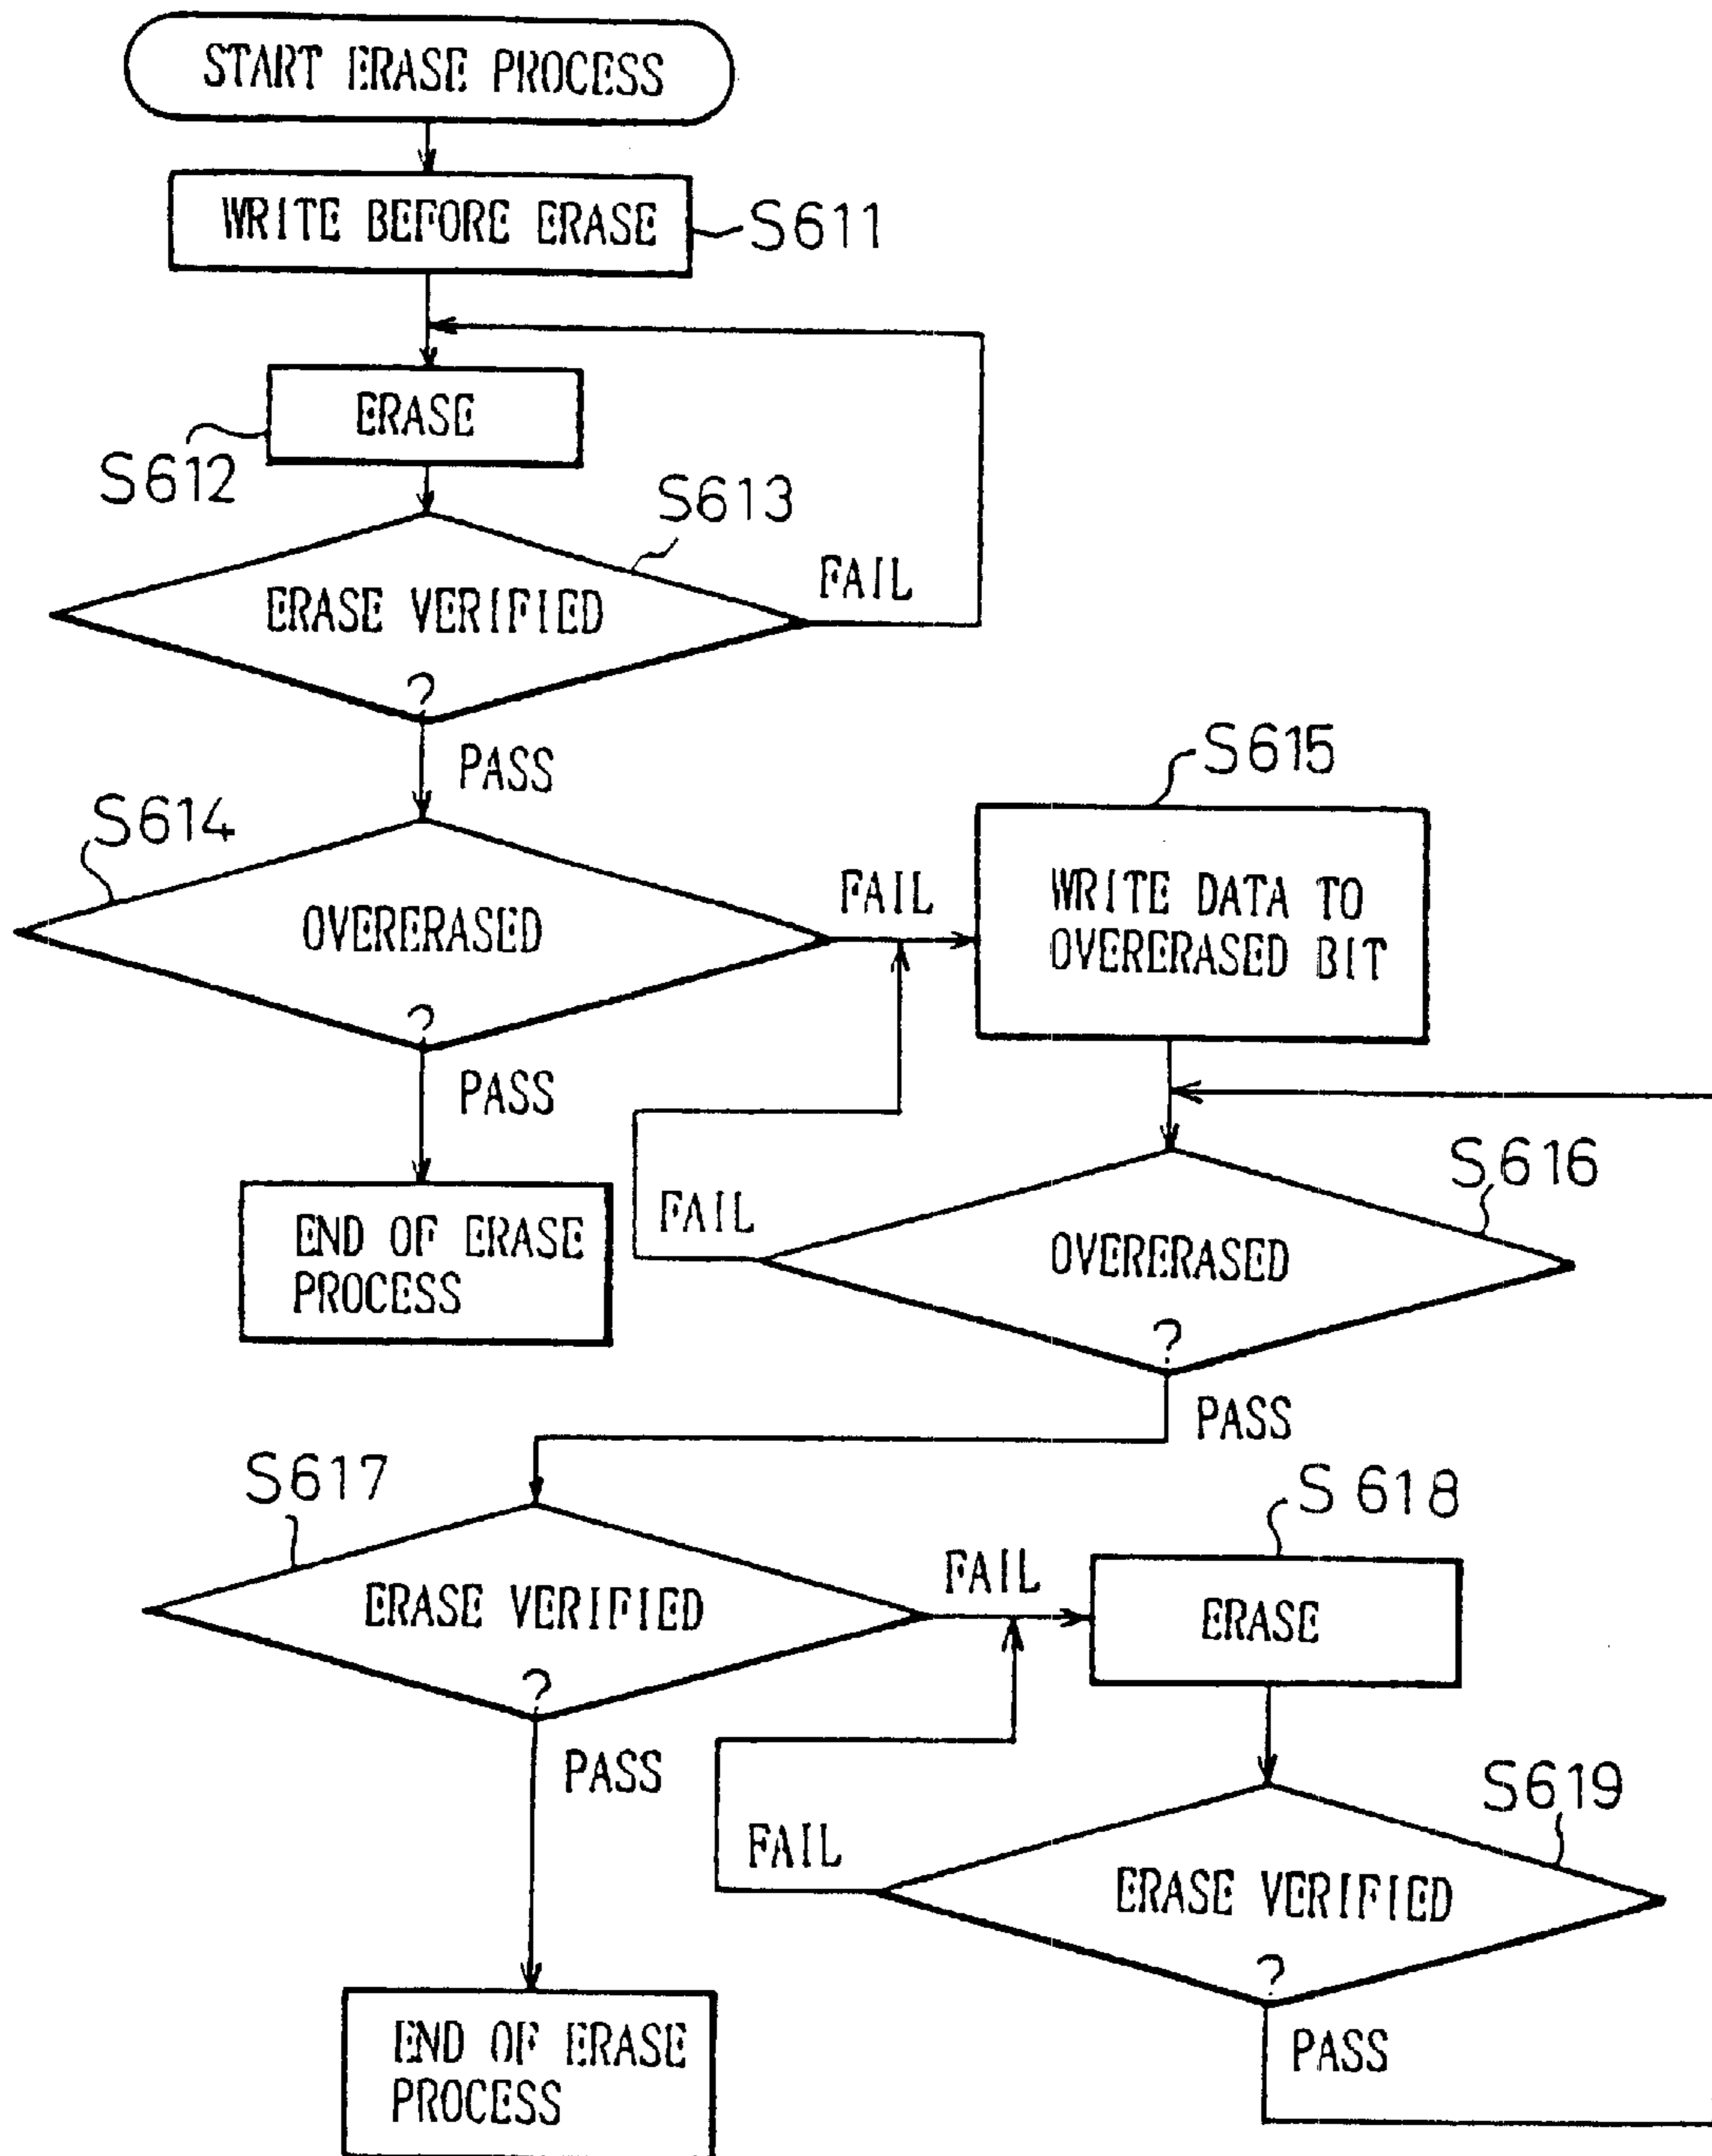 START ERASE PROCESS
WRITE BEFORE ERASE
S611
ERASE
S612
S613
ERASE VERIFIED
?
FAIL
PASS
S614
OVERERASED
?
FAIL
PASS
S615
WRITE DATA TO
OVERERASED BIT
END OF ERASE
PROCESS
S616
OVERERASED
?
FAIL
PASS
S617
ERASE VERIFIED
?
FAIL
PASS
S618
ERASE
S619
ERASE VERIFIED
?
FAIL
PASS
END OF ERASE
PROCESS